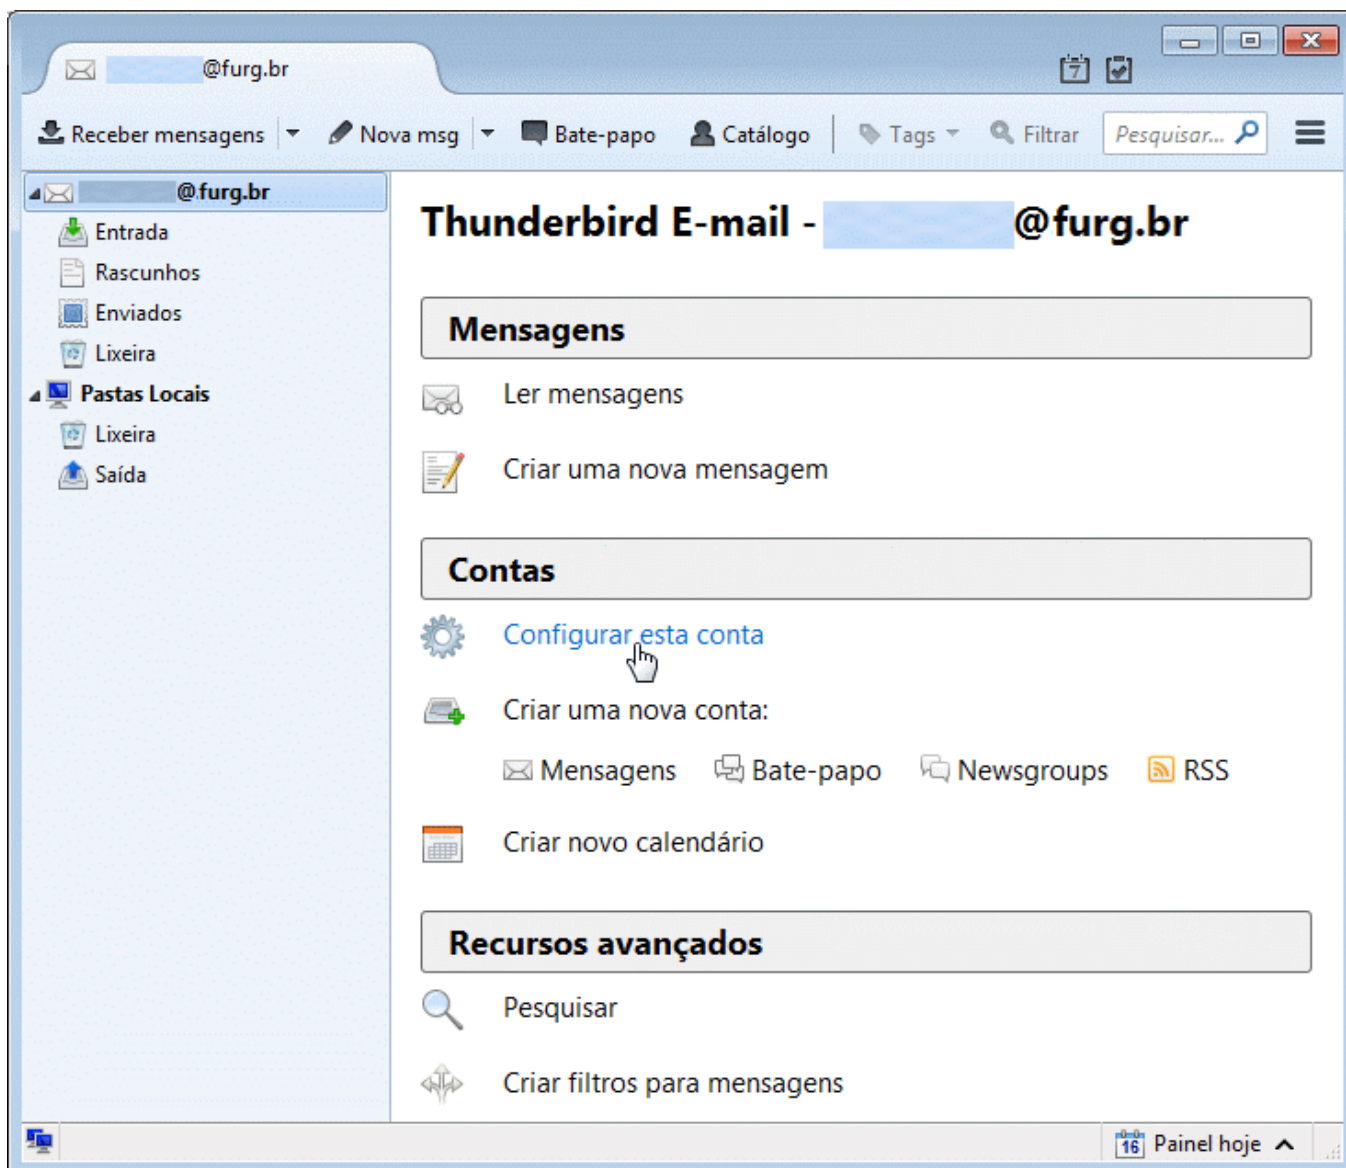 @furg.br
7
Receber mensagens Nova msg Bate-papo Catálogo Tags Filtrar Pesquisar...
@furg.br
Entrada
Rascunhos
Enviados
Lixeira
Pastas Locais
Lixeira
Saída
Thunderbird E-mail - @furg.br
Mensagens
Ler mensagens
Criar uma nova mensagem
Contas
Configurar esta conta
Criar uma nova conta:
Mensagens Bate-papo Newsgroups RSS
Criar novo calendário
Recursos avançados
Pesquisar
Criar filtros para mensagens
16 Painel hoje